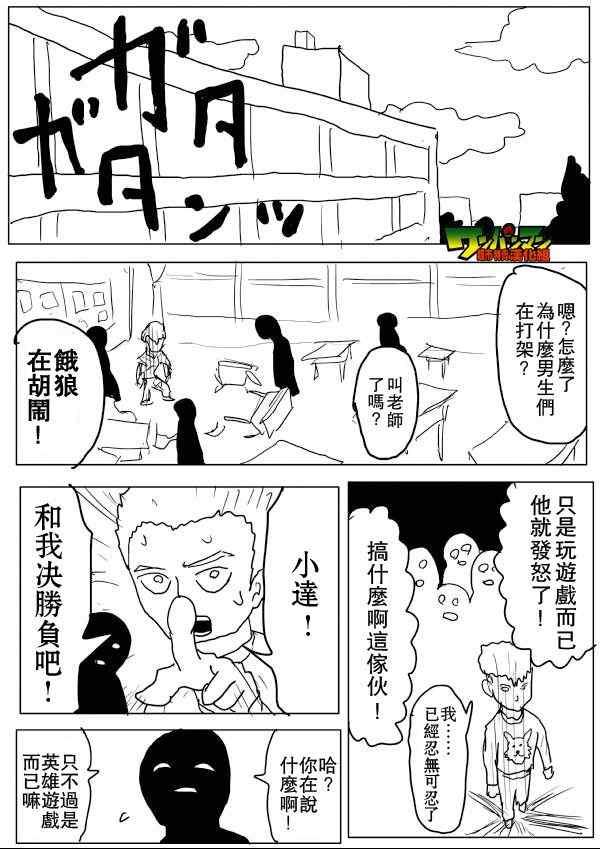 ガタ
ガタンッ
ワンパンマン
嗯?怎麼了
為什麼男生們
在打架?
叫老師
了嗎?
餓狼
在胡鬧!
只是玩遊戲而已
他就發怒了!
搞什麼啊這傢伙!
我……
已經忍無可忍了
小達!
和我決勝負吧!
哈?
你在說
什麼啊!
只不過是
英雄遊戲
而已嘛